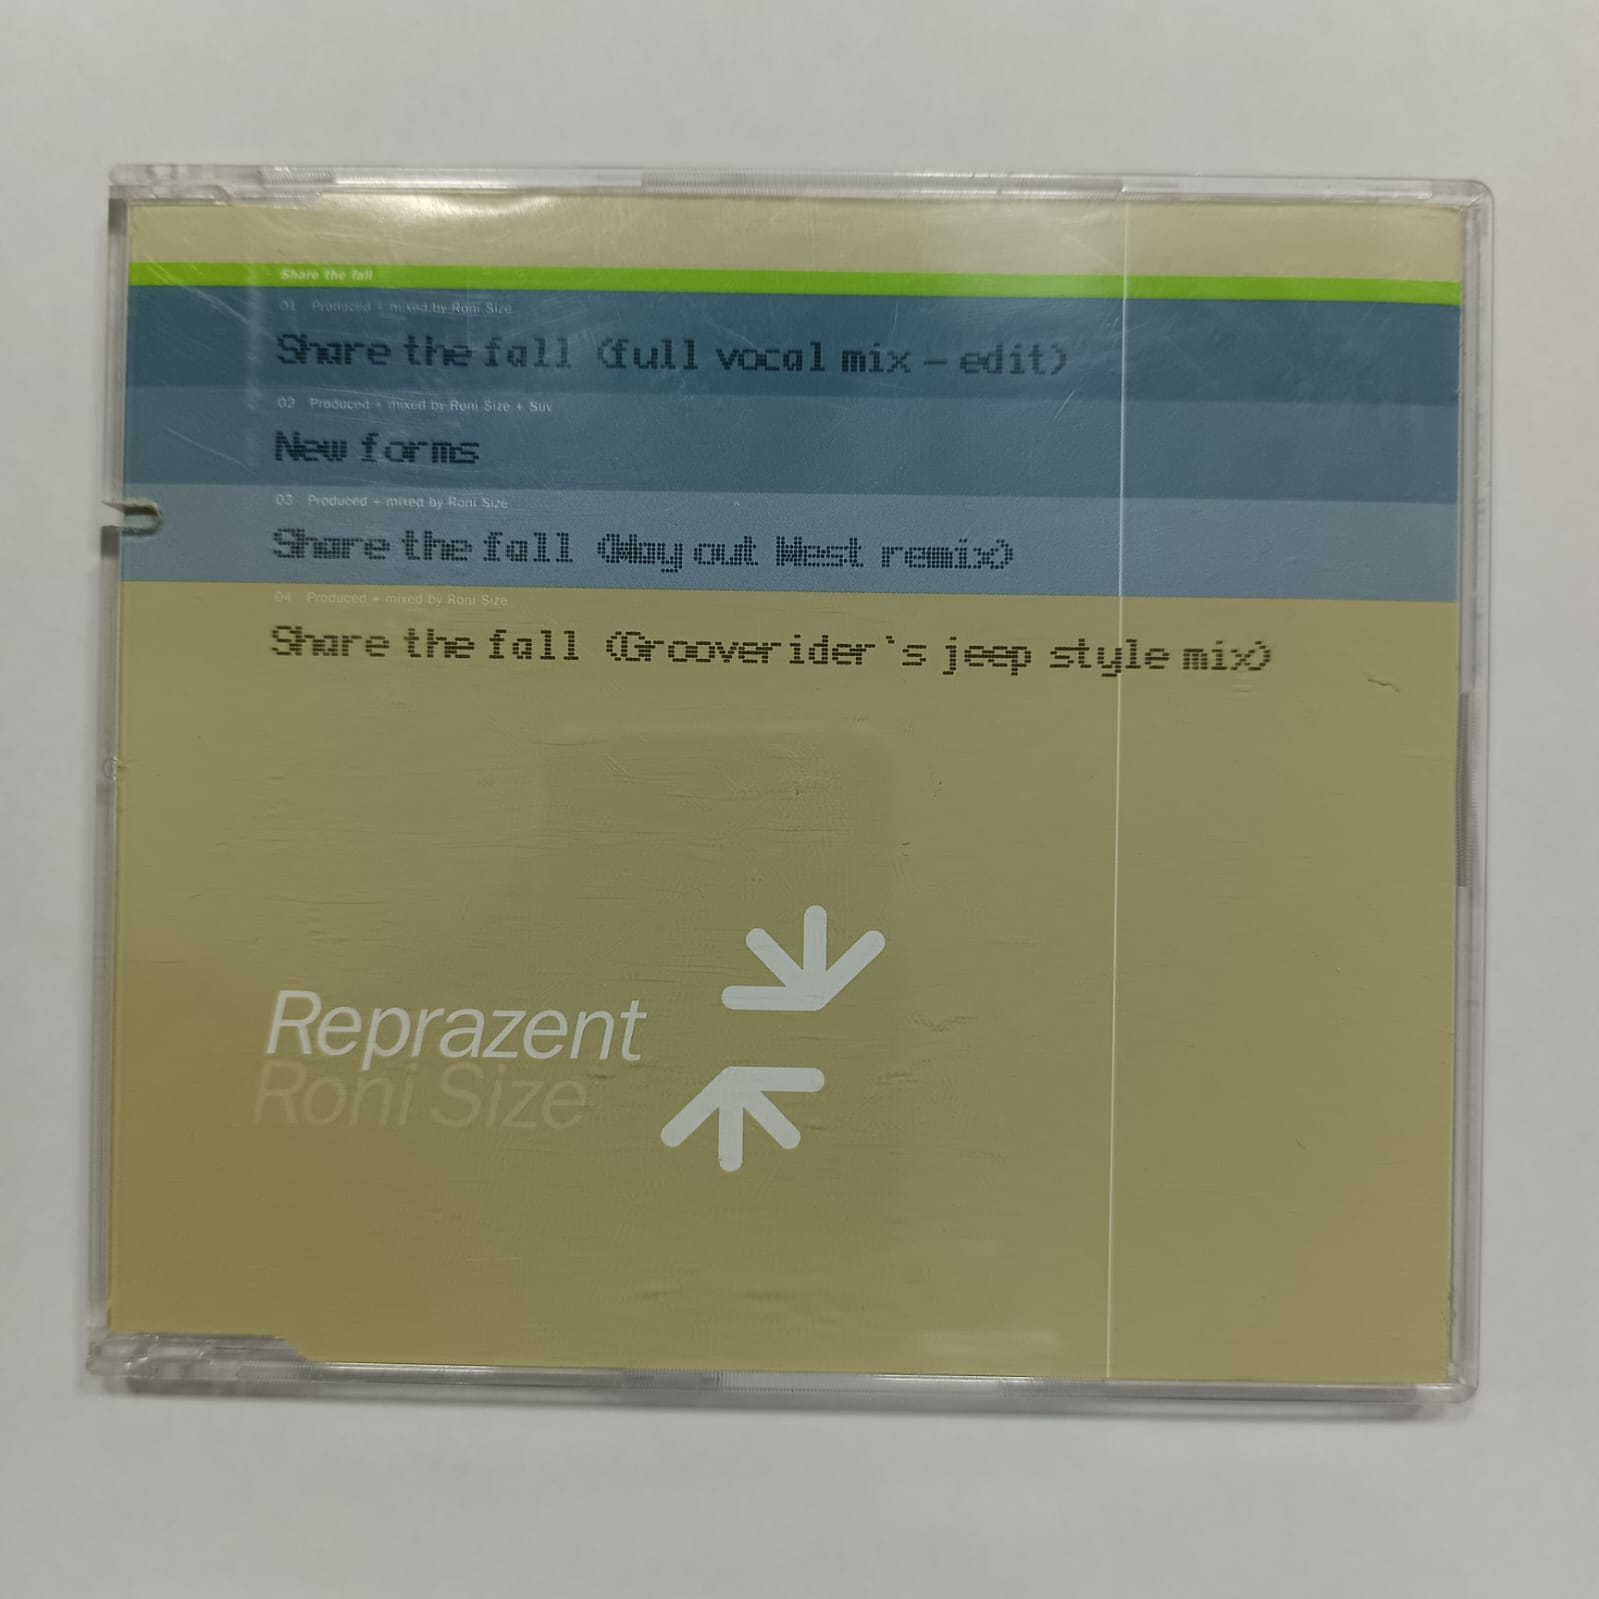 Share the fall
01 Produced + mixed by Roni Size
Share the fall (full vocal mix – edit)
02 Produced + mixed by Roni Size + Suv
New forms
03 Produced + mixed by Roni Size
Share the fall (Way out West remix)
04 Produced + mixed by Roni Size
Share the fall (Grooverider`s jeep style mix)
Reprazent
Roni Size